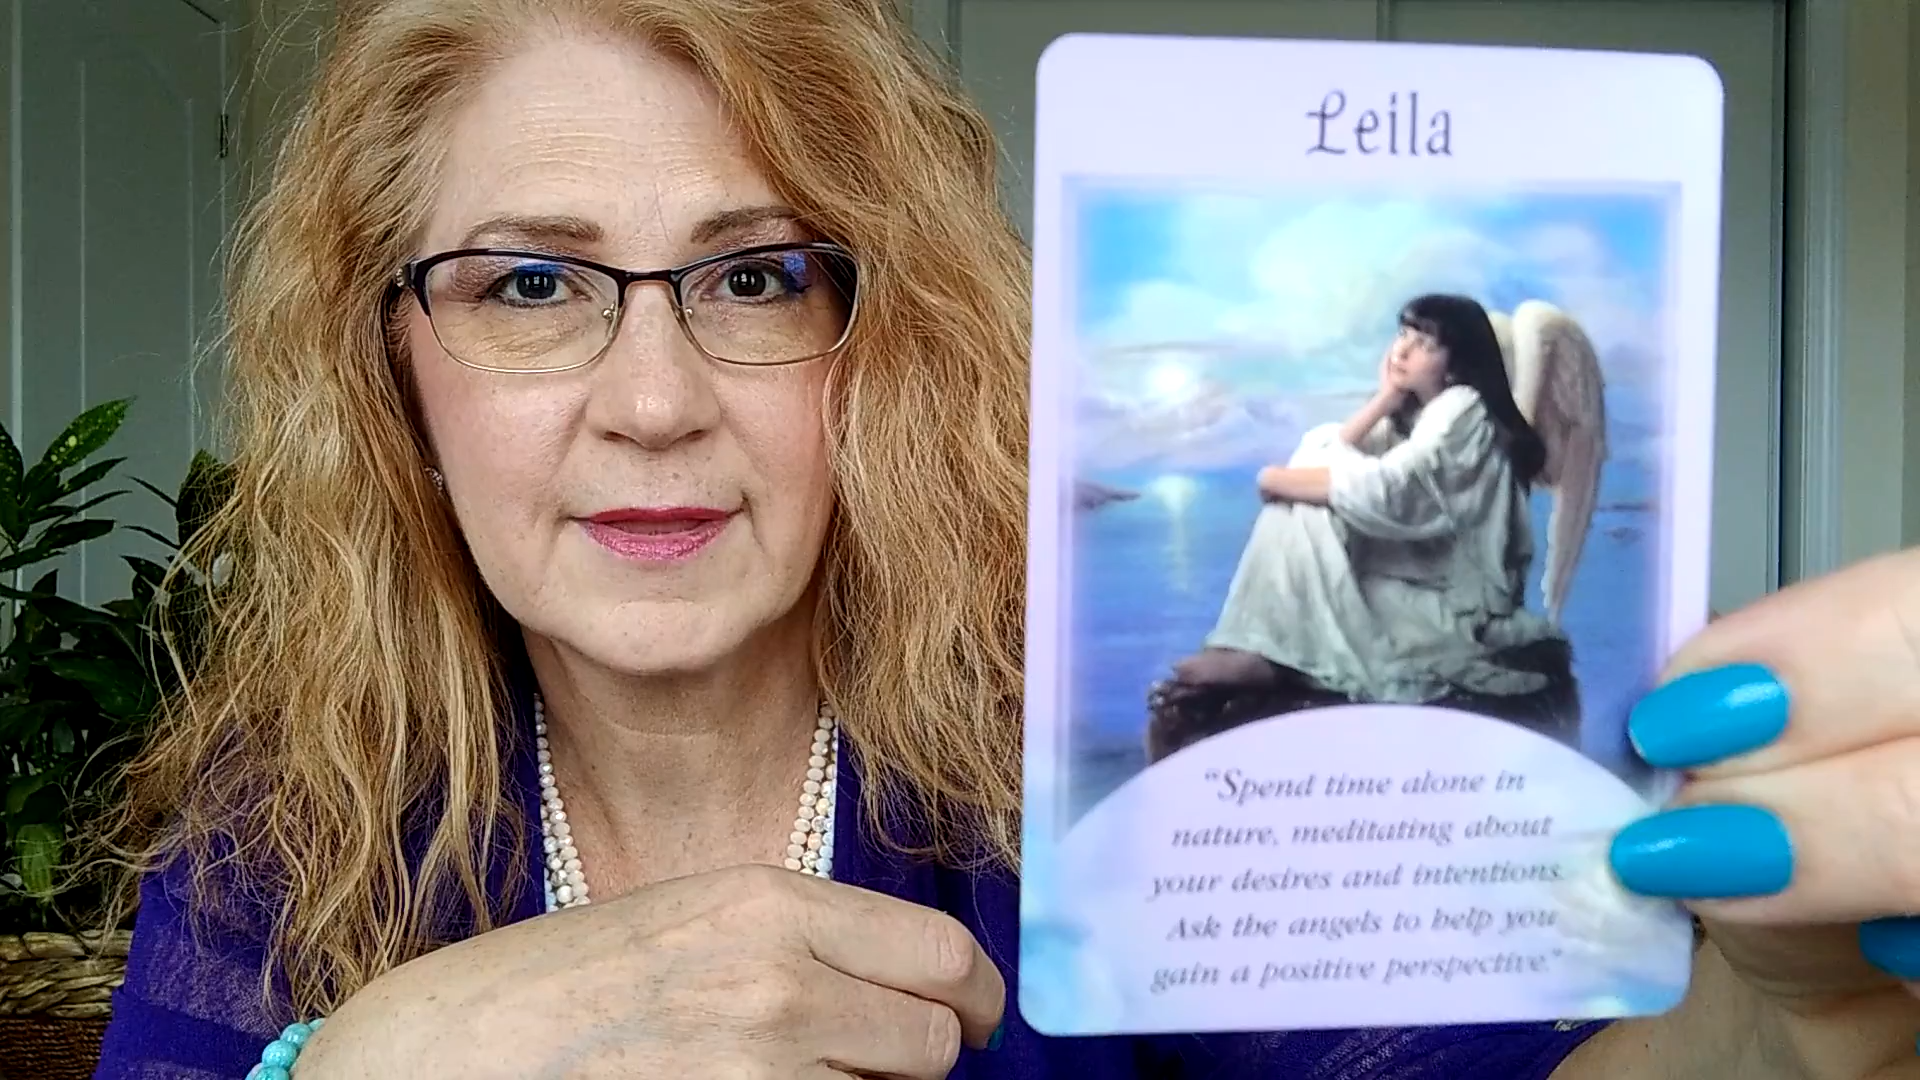 Leila
"Spend time alone in
nature, meditating about
your desires and intentions.
Ask the angels to help you
gain a positive perspective."